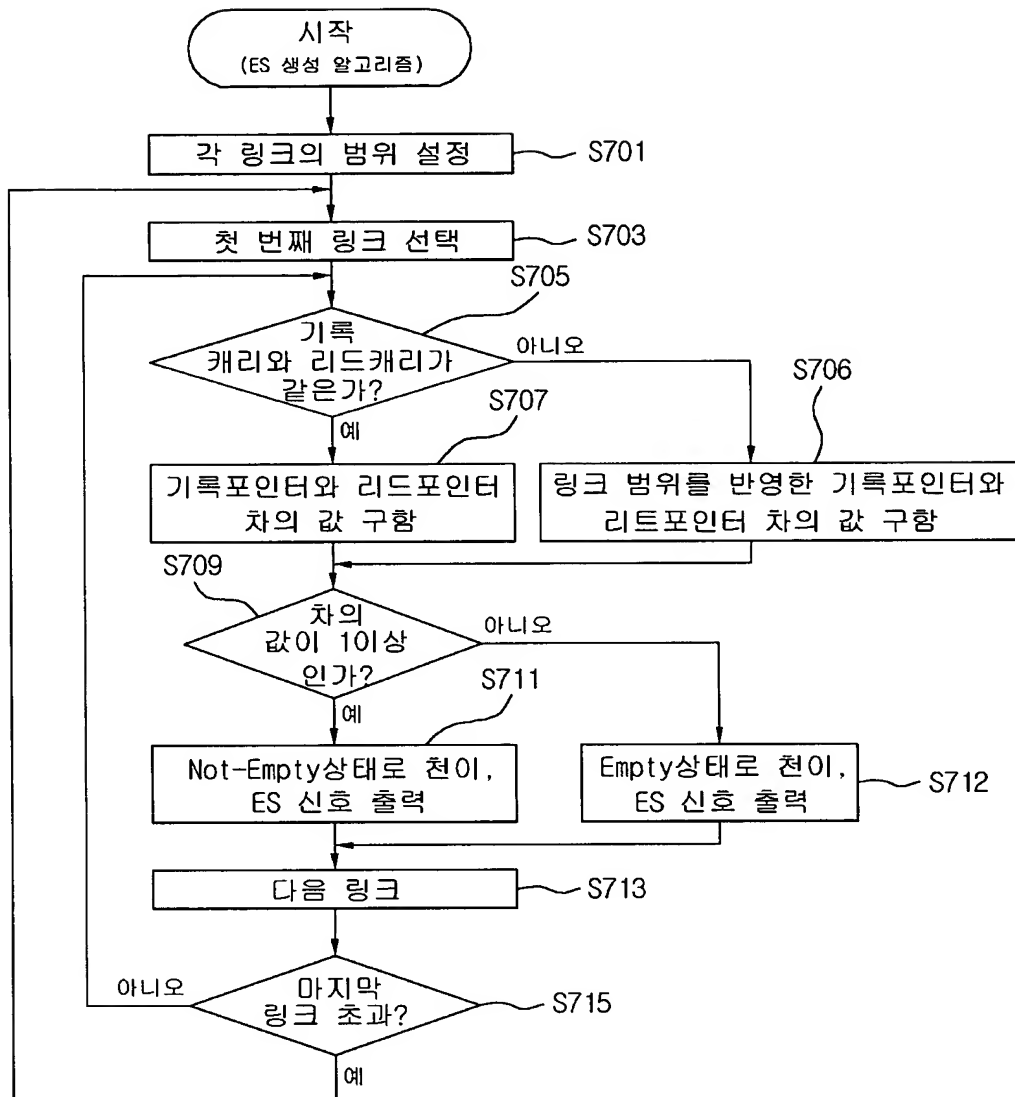 시작
(ES 생성 알고리즘)
각 링크의 범위 설정
S701
첫 번째 링크 선택
S703
S705
기록
캐리와 리드캐리가
같은가?
아니오
예
S707
S706
기록포인터와 리드포인터
차의 값 구함
링크 범위를 반영한 기록포인터와
리트포인터 차의 값 구함
S709
차의
값이 1이상
인가?
아니오
예
S711
Not-Empty상태로 천이,
ES 신호 출력
Empty상태로 천이,
ES 신호 출력
S712
다음 링크
S713
아니오
마지막
링크 초과?
S715
예